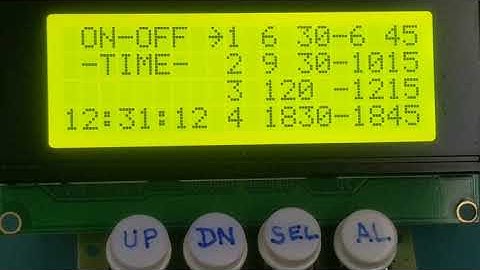 ON-OFF →1 6 30-6 45
-TIME- 2 9 30-1015
3 120 -1215
12:31:12 4 1830-1845
UP DN SEL AL